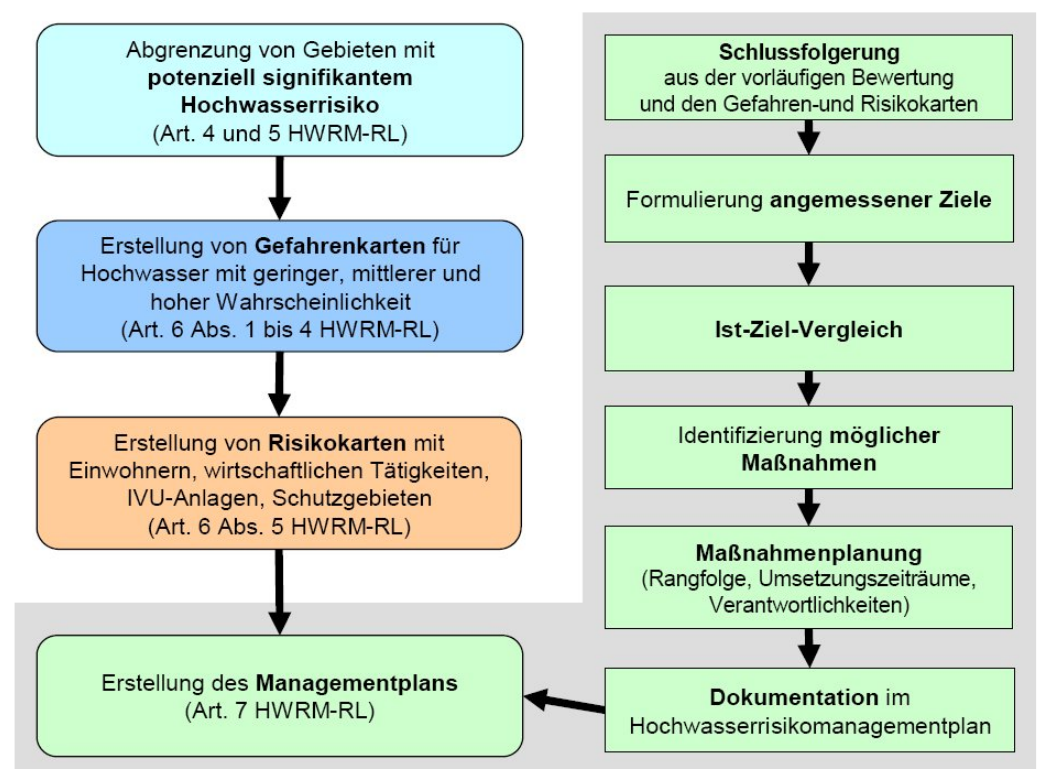 Abgrenzung von Gebieten mit
potenziell signifikantem
Hochwasserrisiko
(Art. 4 und 5 HWRM-RL)
Erstellung von Gefahrenkarten für
Hochwasser mit geringer, mittlerer und
hoher Wahrscheinlichkeit
(Art. 6 Abs. 1 bis 4 HWRM-RL)
Erstellung von Risikokarten mit
Einwohnern, wirtschaftlichen Tätigkeiten,
IVU-Anlagen, Schutzgebieten
(Art. 6 Abs. 5 HWRM-RL)
Erstellung des Managementplans
(Art. 7 HWRM-RL)
Schlussfolgerung
aus der vorläufigen Bewertung
und den Gefahren-und Risikokarten
Formulierung angemessener Ziele
Ist-Ziel-Vergleich
Identifizierung möglicher
Maßnahmen
Maßnahmenplanung
(Rangfolge, Umsetzungszeiträume,
Verantwortlichkeiten)
Dokumentation im
Hochwasserrisikomanagementplan